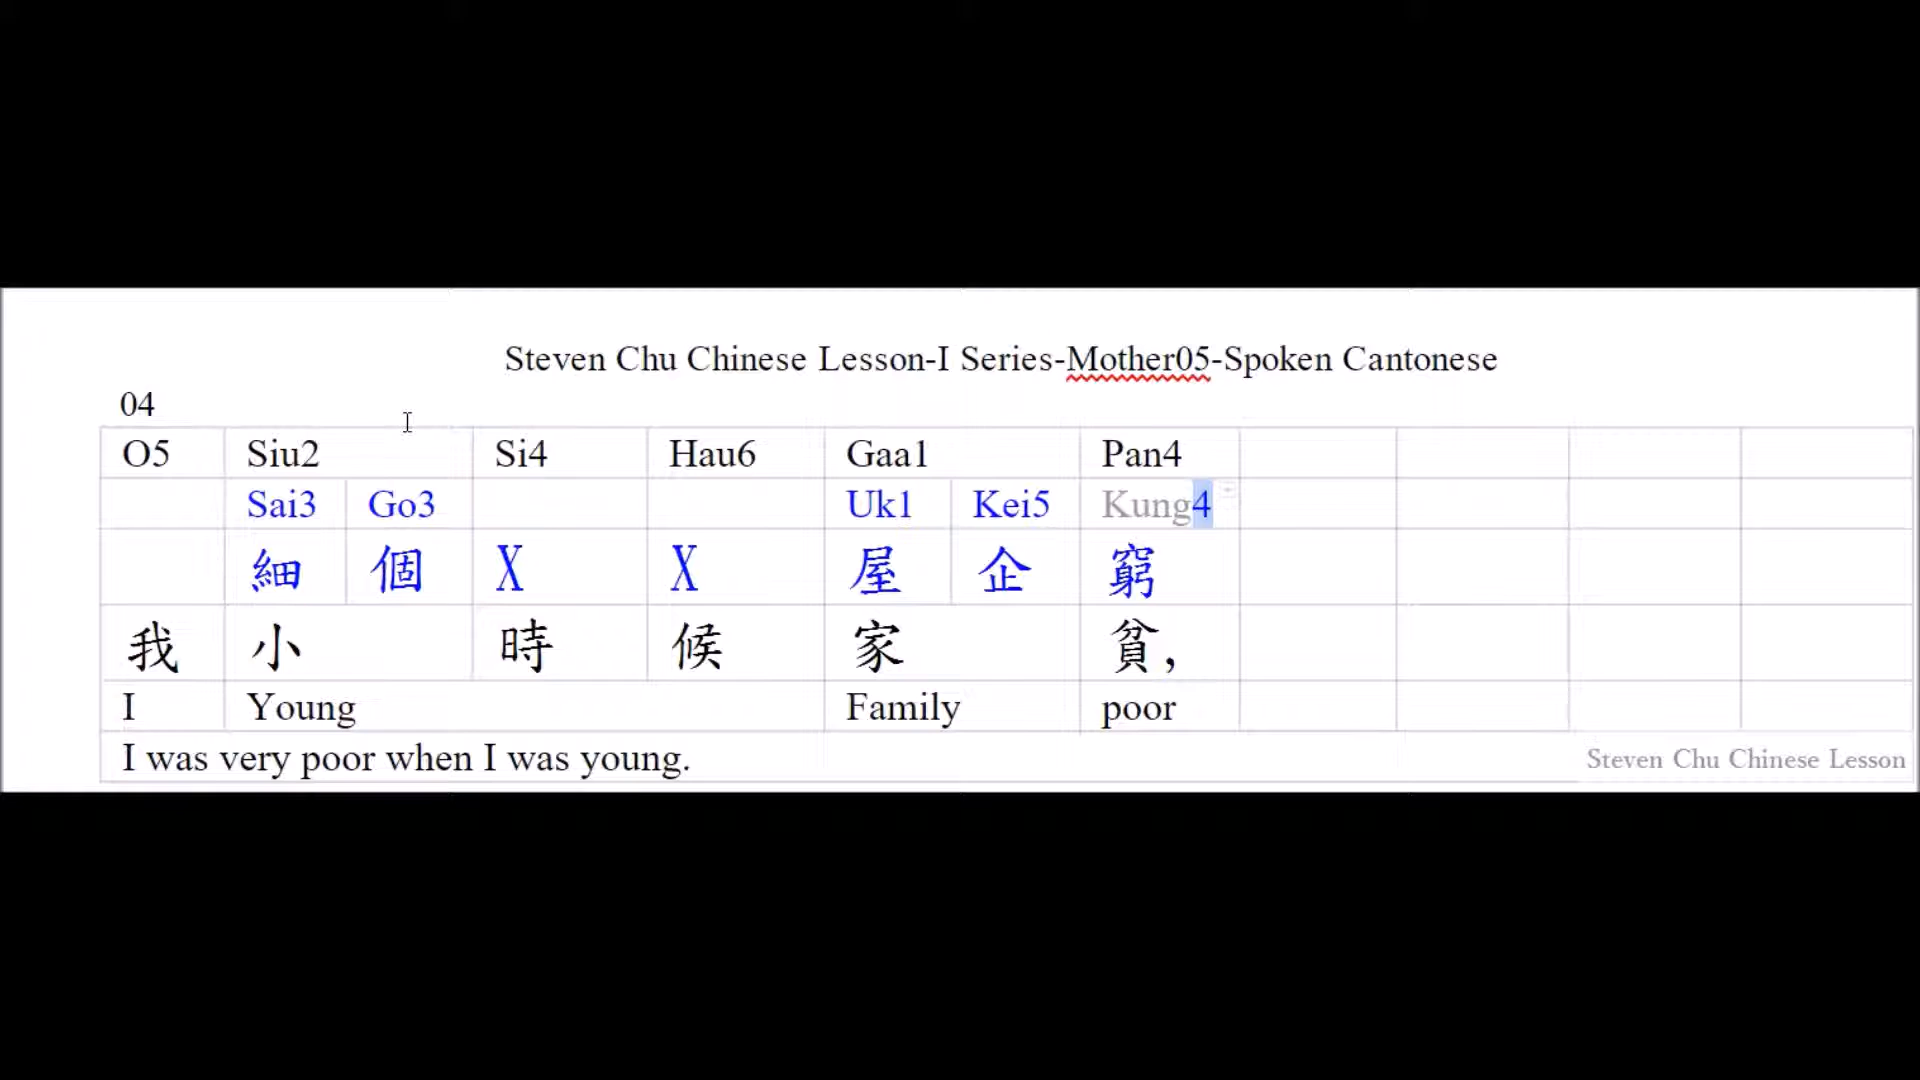 Steven Chu Chinese Lesson-I Series-Mother05-Spoken Cantonese
04
O5 Siu2 Si4 Hau6 Gaa1 Pan4
Sai3 Go3 Uk1 Kei5 Kung4
細 個 X X 屋 企 窮
我 小 時 候 家 貧,
I Young Family poor
I was very poor when I was young.
Steven Chu Chinese Lesson